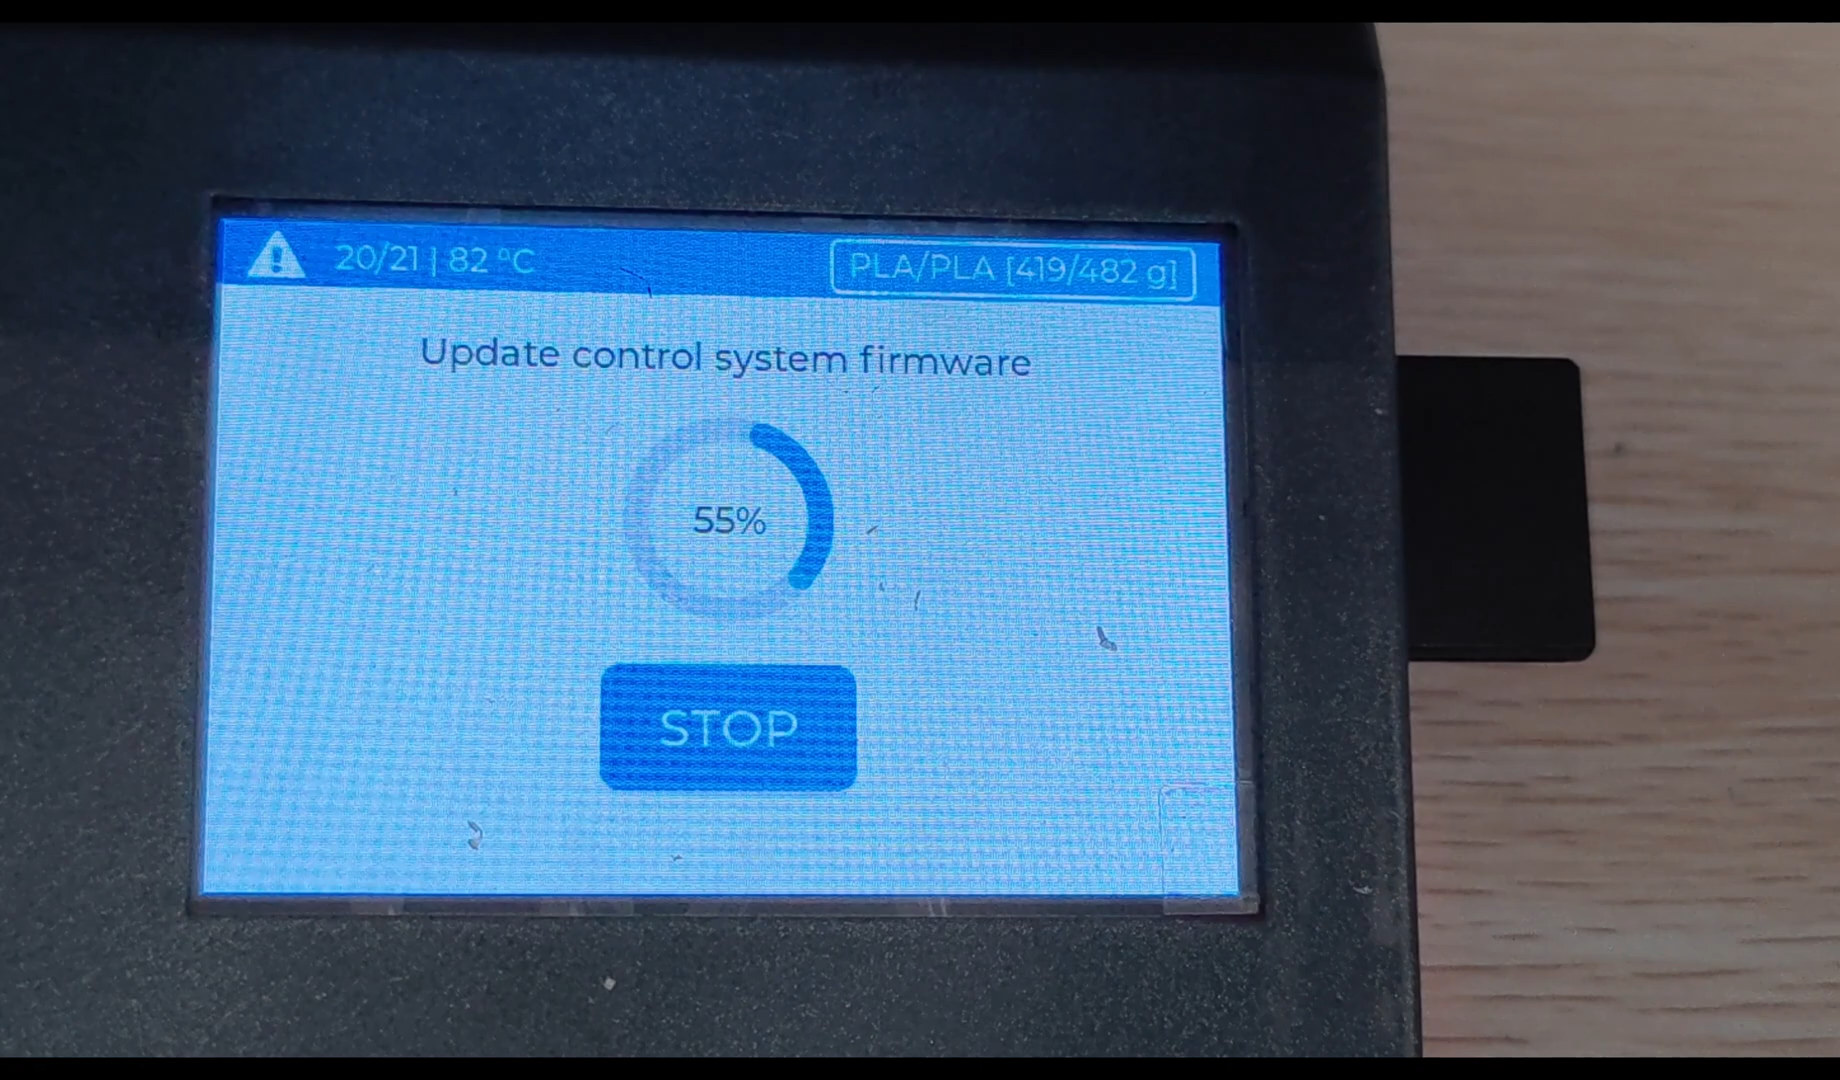 20/21 | 82 °C
PLA/PLA [419/482 g]
Update control system firmware
55%
STOP